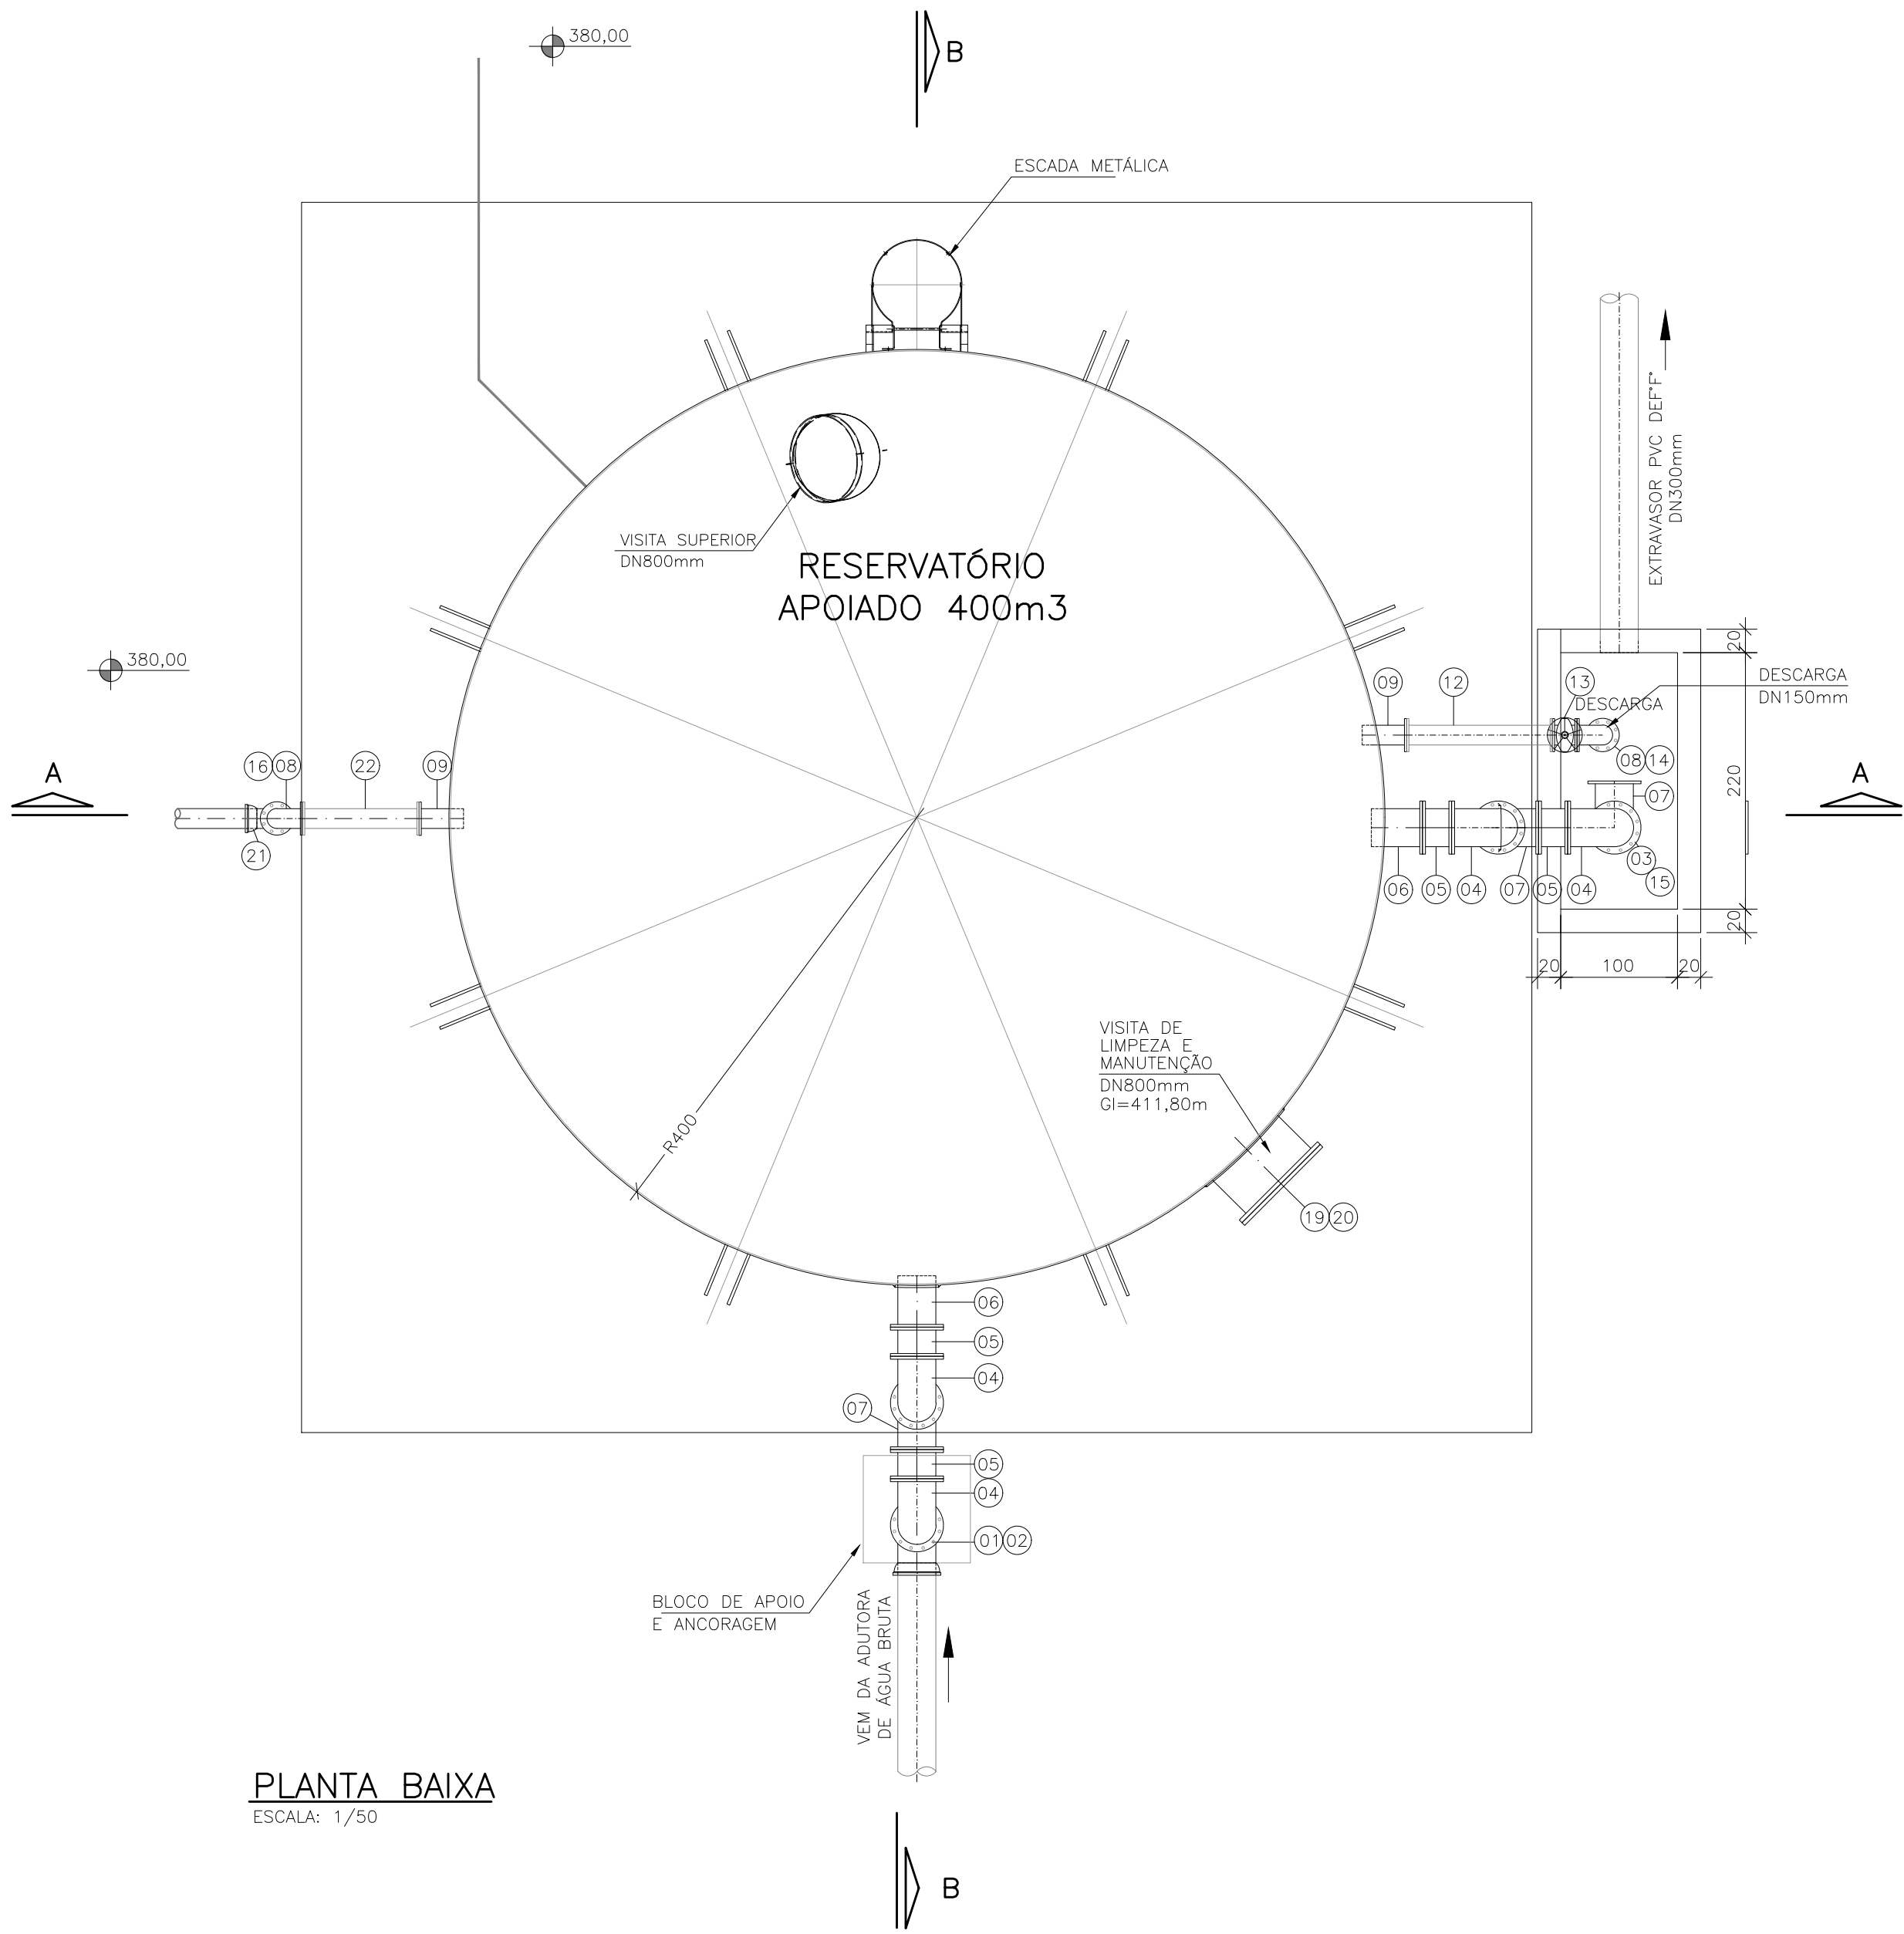 380,00
B
ESCADA METÁLICA
VISITA SUPERIOR
DN800mm
RESERVATÓRIO
APOIADO 400m3
EXTRAVASOR PVC DEF°F°
DN300mm
380,00
20
09
12
13
DESCARGA
DESCARGA
DN150mm
08
14
A
16
08
22
09
21
A
220
07
03
15
06
05
04
07
05
04
20
20
100
20
VISITA DE
LIMPEZA E
MANUTENÇÃO
DN800mm
GI=411,80m
R400
19
20
06
05
04
07
05
04
01
02
BLOCO DE APOIO
E ANCORAGEM
VEM DA ADUTORA
DE ÁGUA BRUTA
PLANTA BAIXA
ESCALA: 1/50
B